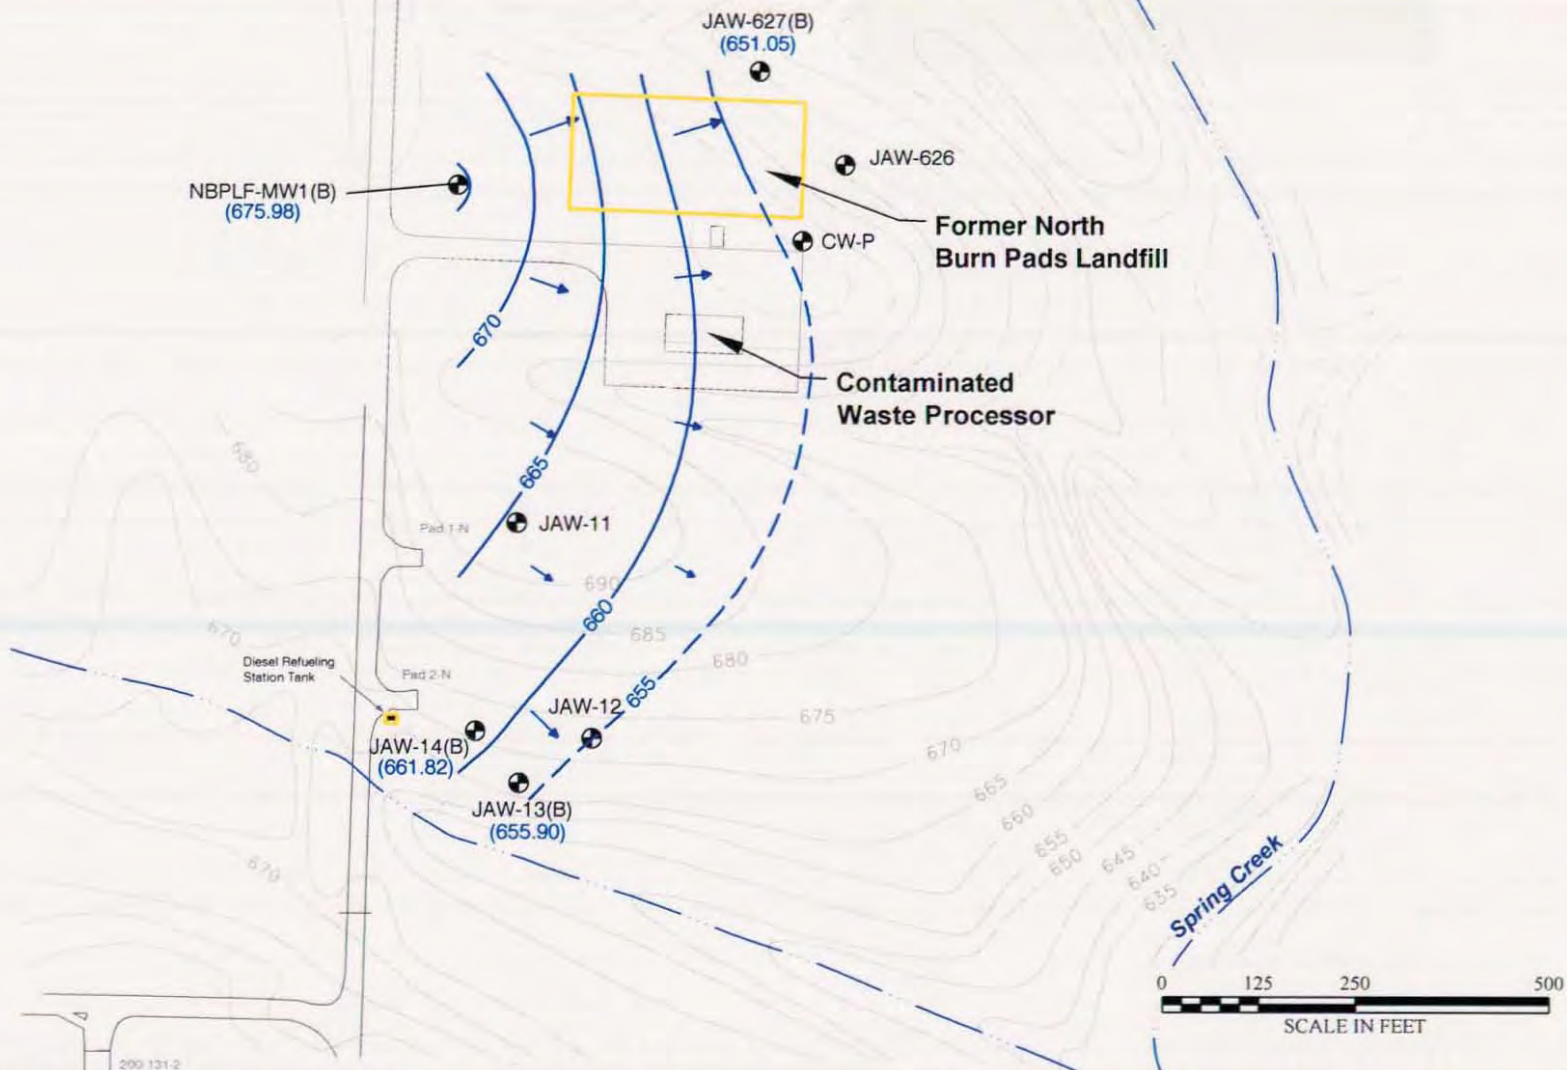 JAW-627(B)
(651.05)
JAW-626
NBPLF-MW1(B)
(675.98)
CW-P
Former North
Burn Pads Landfill
670
Contaminated
Waste Processor
680
665
JAW-11
Pad 1-N
690
660
670
685
680
Diesel Refueling
Station Tank
Pad 2-N
655
JAW-12
675
JAW-14(B)
(661.82)
670
665
JAW-13(B)
(655.90)
660
655
650
645
640
635
670
Spring Creek
0 125 250 500
SCALE IN FEET
200 131-2